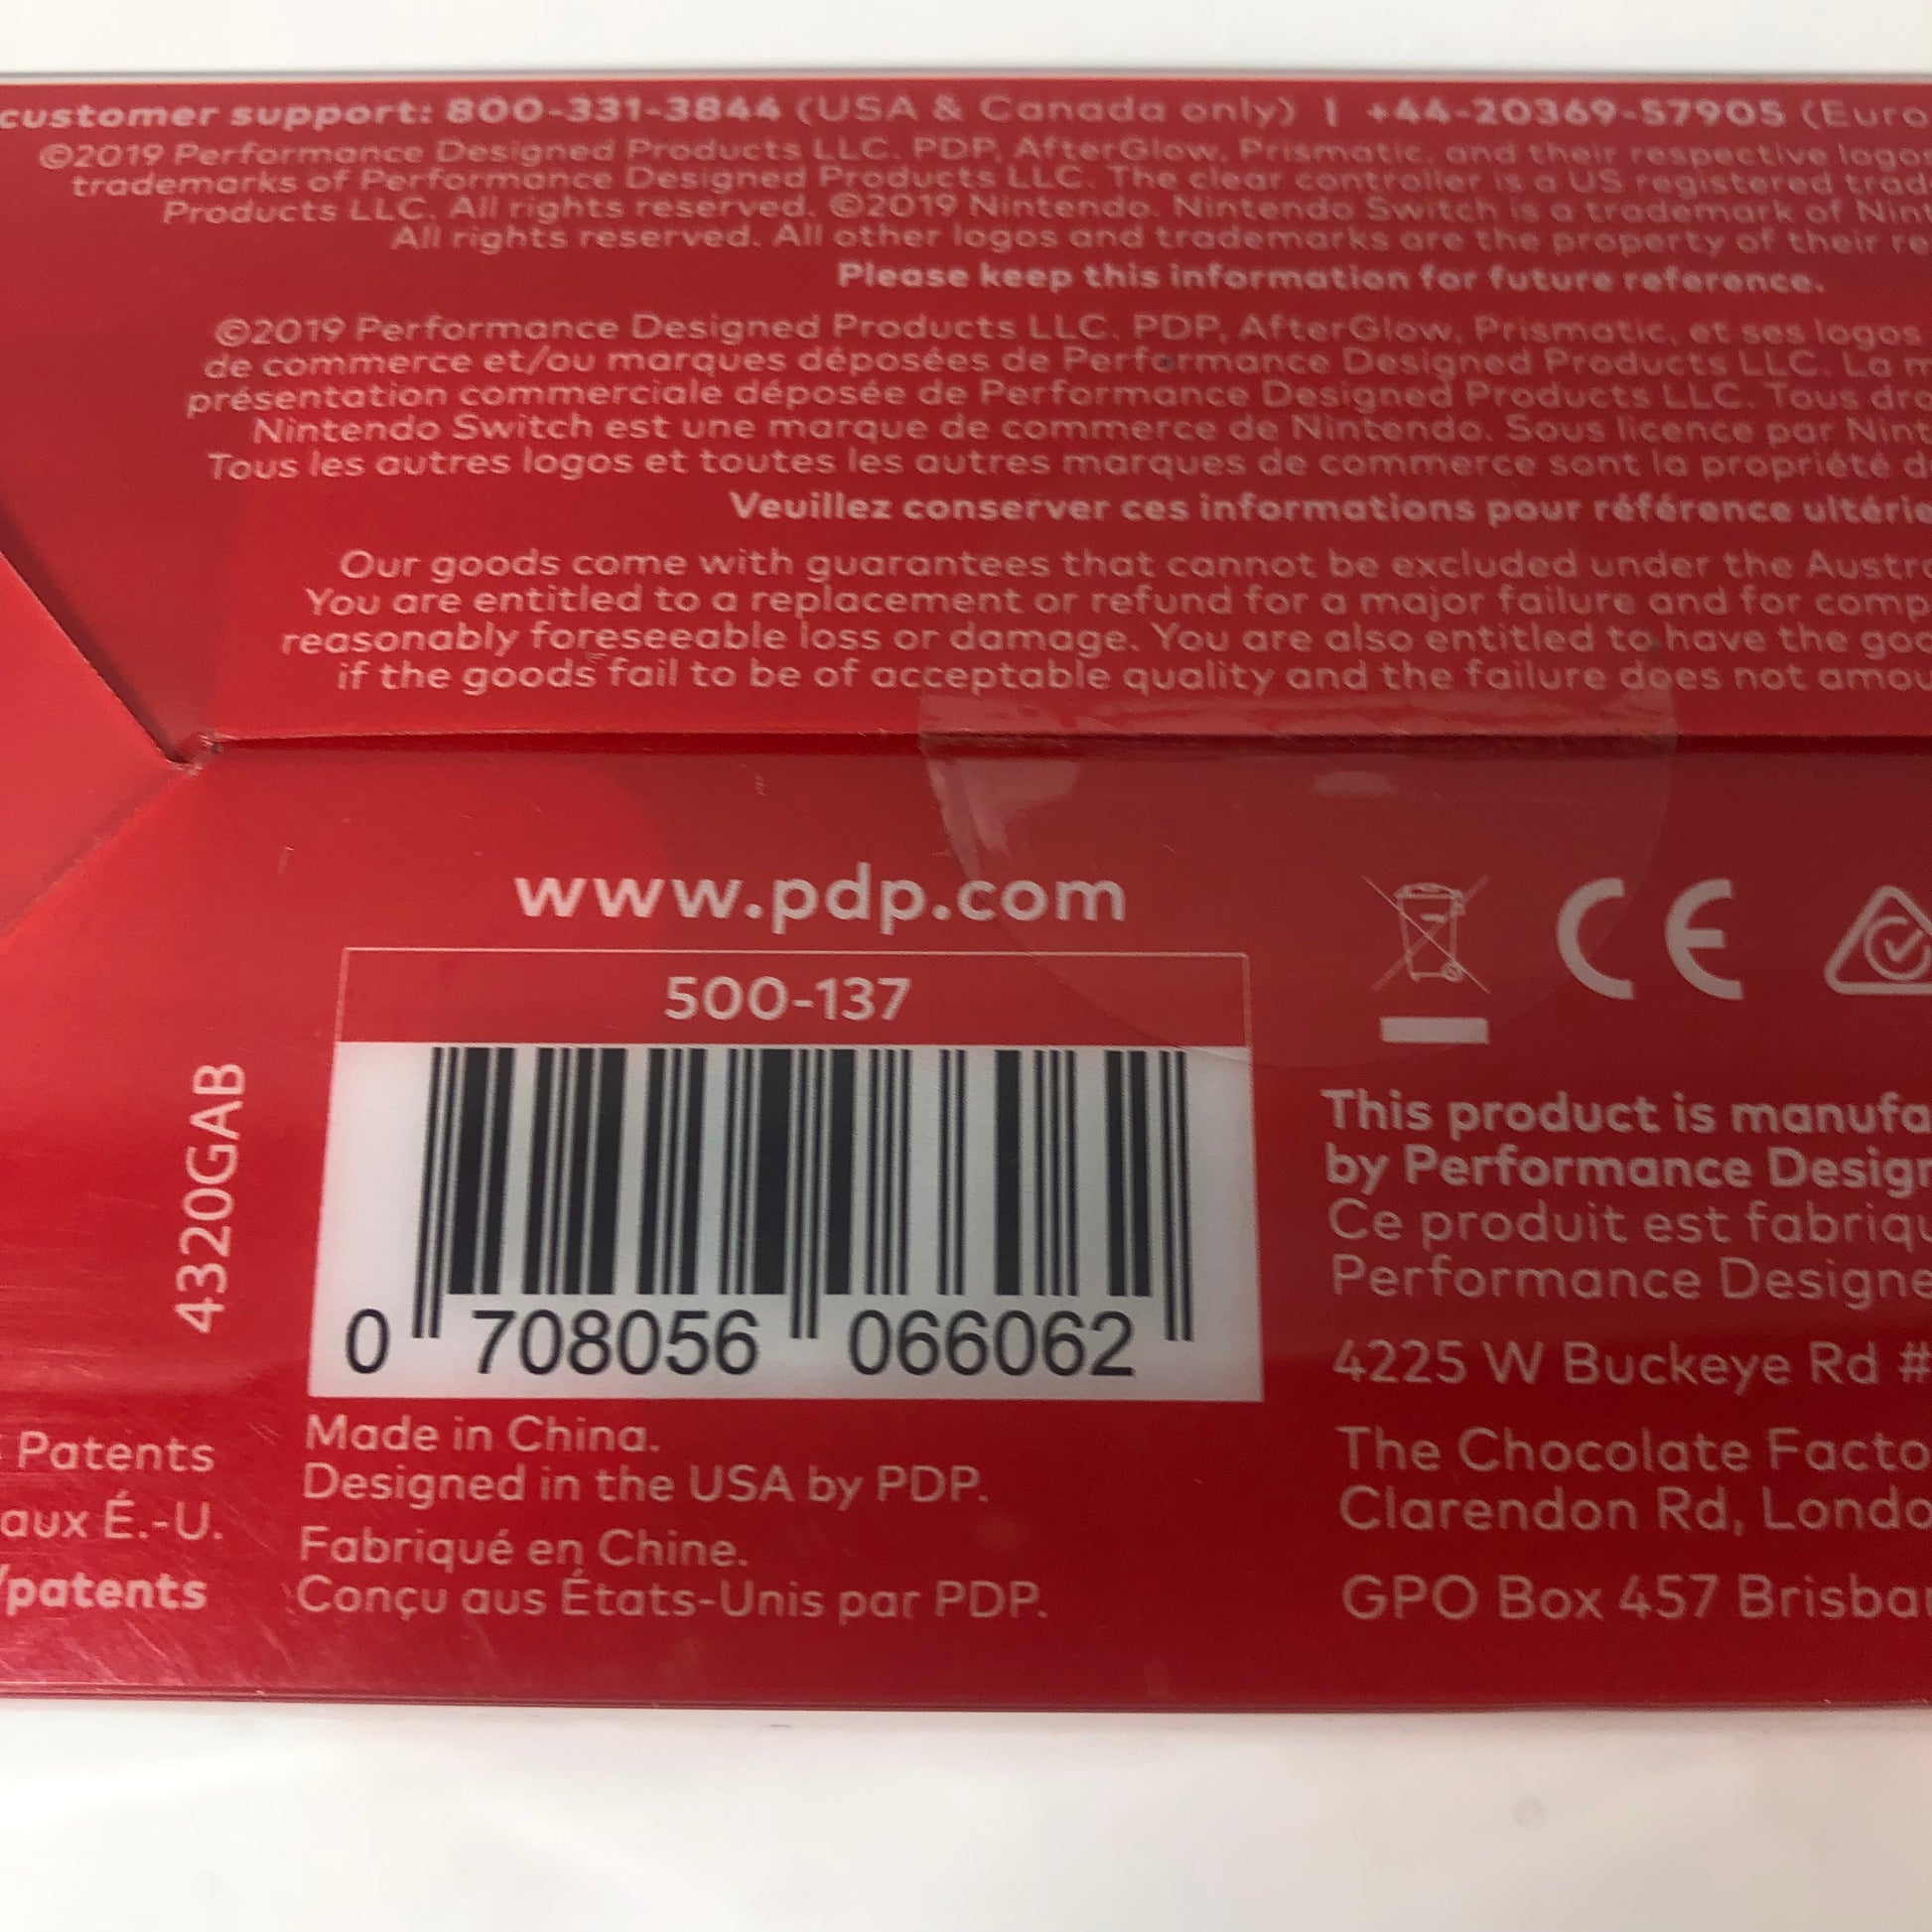 customer support: 800-331-3844 (USA & Canada only) | +44-20369-57905 (Euro
©2019 Performance Designed Products LLC. PDP, AfterGlow, Prismatic, and their respective logo
trademarks of Performance Designed Products LLC. The clear controller is a US registered trad
Products LLC. All rights reserved. ©2019 Nintendo. Nintendo Switch is a trademark of Nin
All rights reserved. All other logos and trademarks are the property of their re
Please keep this information for future reference.
©2019 Performance Designed Products LLC. PDP, AfterGlow, Prismatic, et ses logos
de commerce et/ou marques déposées de Performance Designed Products LLC. La m
présentation commerciale déposée de Performance Designed Products LLC. Tous dro
Nintendo Switch est une marque de commerce de Nintendo. Sous licence par Nint
Tous les autres logos et toutes les autres marques de commerce sont la propriété d
Veuillez conserver ces informations pour référence ultérie
Our goods come with guarantees that cannot be excluded under the Austra
You are entitled to a replacement or refund for a major failure and for comp
reasonably foreseeable loss or damage. You are also entitled to have the goo
if the goods fail to be of acceptable quality and the failure does not amou
www.pdp.com
CE
500-137
4320GAB
0 708056 066062
Patents
aux É.-U.
/patents
Made in China.
Designed in the USA by PDP.
Fabriqué en Chine.
Conçu aus États-Unis par PDP.
This product is manufa
by Performance Design
Ce produit est fabriqu
Performance Designe
4225 W Buckeye Rd #
The Chocolate Facto
Clarendon Rd, Londo
GPO Box 457 Brisba